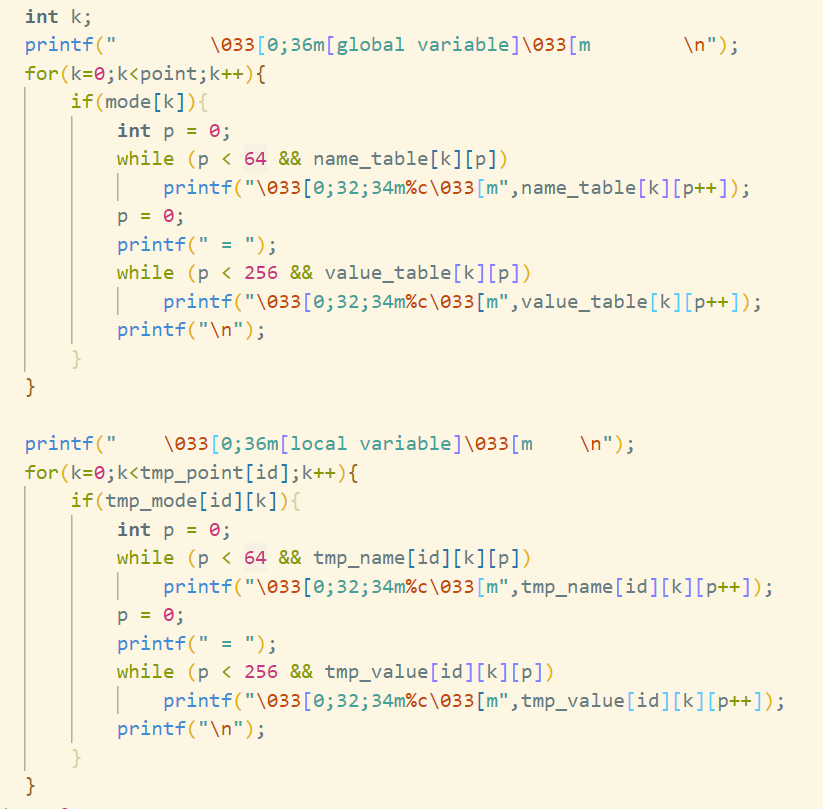 int k;
printf("        \033[0;36m[global variable]\033[m        \n");
for(k=0;k<point;k++){
    if(mode[k]){
        int p = 0;
        while (p < 64 && name_table[k][p])
            printf("\033[0;32;34m%c\033[m",name_table[k][p++]);
        p = 0;
        printf(" = ");
        while (p < 256 && value_table[k][p])
            printf("\033[0;32;34m%c\033[m",value_table[k][p++]);
        printf("\n");
    }
}
printf("    \033[0;36m[local variable]\033[m    \n");
for(k=0;k<tmp_point[id];k++){
    if(tmp_mode[id][k]){
        int p = 0;
        while (p < 64 && tmp_name[id][k][p])
            printf("\033[0;32;34m%c\033[m",tmp_name[id][k][p++]);
        p = 0;
        printf(" = ");
        while (p < 256 && tmp_value[id][k][p])
            printf("\033[0;32;34m%c\033[m",tmp_value[id][k][p++]);
        printf("\n");
    }
}